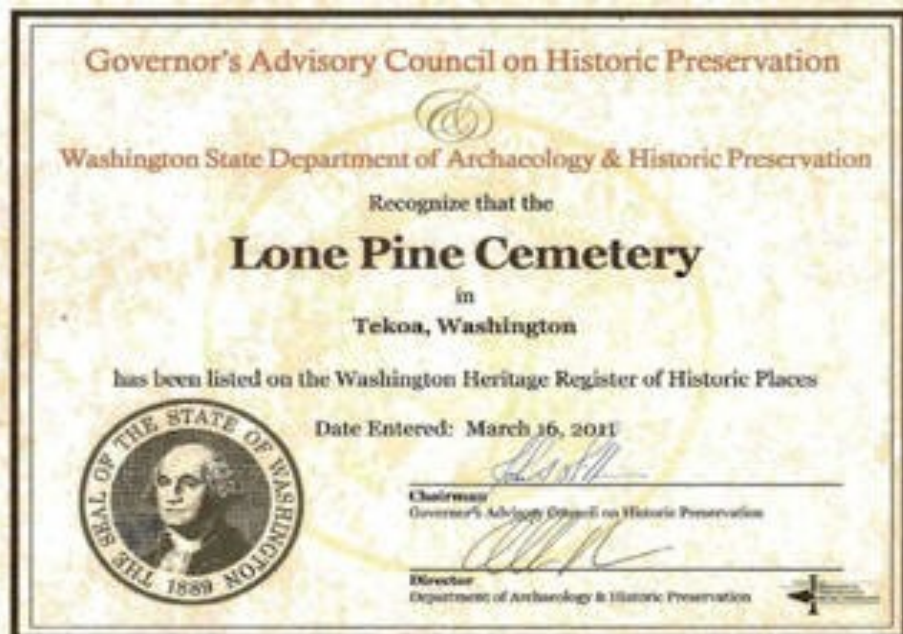 Governor's Advisory Council on Historic Preservation
&
Washington State Department of Archaeology & Historic Preservation
Recognize that the
Lone Pine Cemetery
in
Tekoa, Washington
has been listed on the Washington Heritage Register of Historic Places
Date Entered: March 16, 2011
THE SEAL OF THE STATE OF WASHINGTON
1889
Chairman
Governor's Advisory Council on Historic Preservation
Director
Department of Archaeology & Historic Preservation